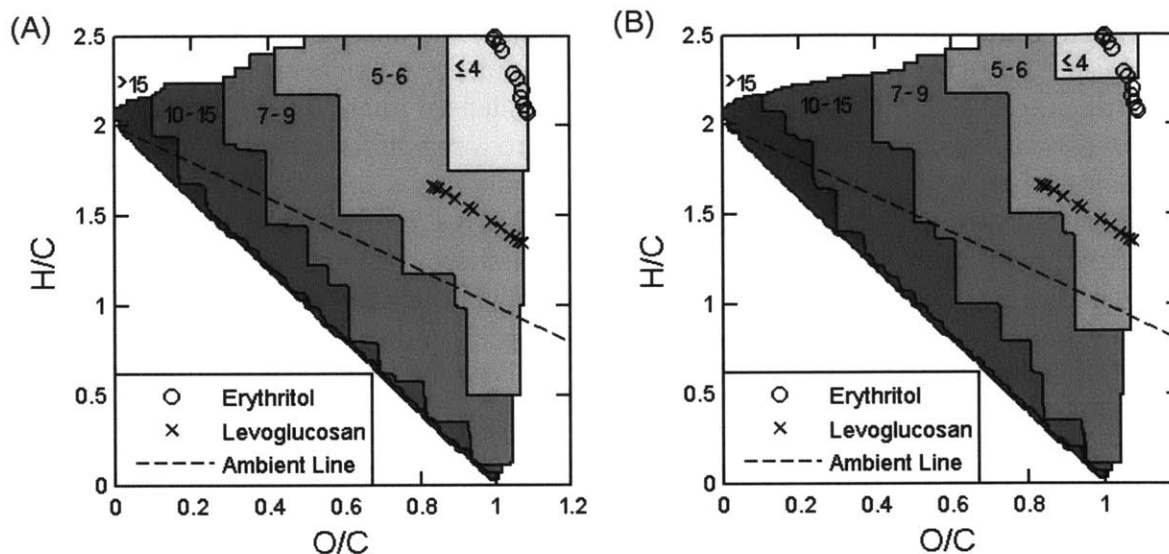 (A)
2.5
2
1.5
1
0.5
0
H/C
>15
10-15
7-9
5-6
≤4
Erythritol
Levoglucosan
Ambient Line
0 0.2 0.4 0.6 0.8 1 1.2
O/C
(B)
2.5
2
1.5
1
0.5
0
H/C
>15
10-15
7-9
5-6
≤4
Erythritol
Levoglucosan
Ambient Line
0 0.2 0.4 0.6 0.8 1
O/C